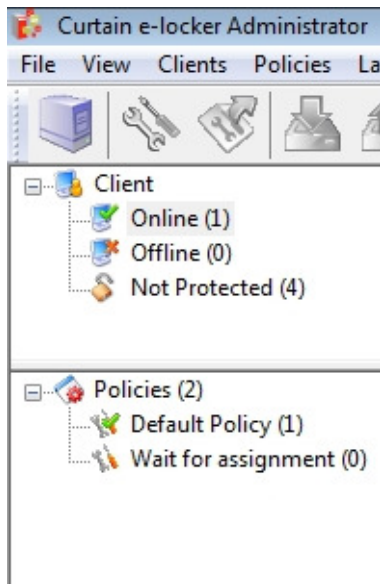 Curtain e-locker Administrator
File View Clients Policies La
Client
Online (1)
Offline (0)
Not Protected (4)
Policies (2)
Default Policy (1)
Wait for assignment (0)